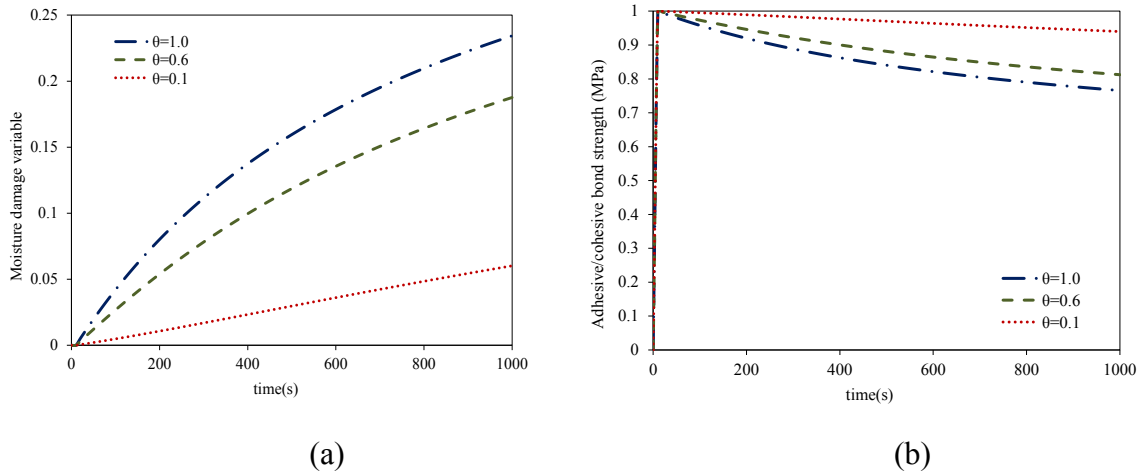 0.25
0.2
0.15
0.1
0.05
0
Moisture damage variable
θ=1.0
θ=0.6
θ=0.1
0 200 400 600 800 1000
time(s)
(a)
1
0.9
0.8
0.7
0.6
0.5
0.4
0.3
0.2
0.1
0
Adhesive/cohesive bond strength (MPa)
θ=1.0
θ=0.6
θ=0.1
0 200 400 600 800 1000
time(s)
(b)